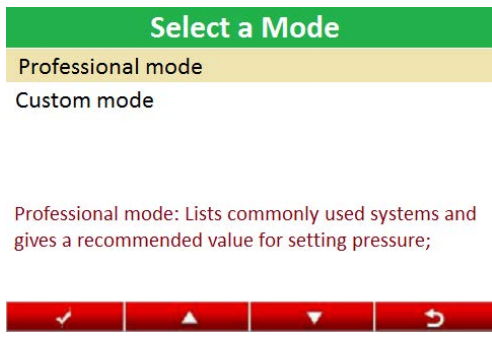 Select a Mode
Professional mode
Custom mode
Professional mode: Lists commonly used systems and
gives a recommended value for setting pressure;